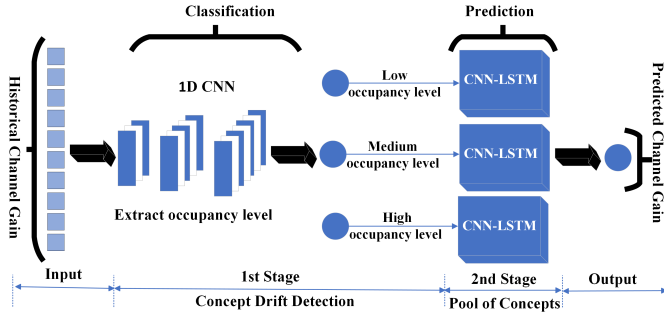 Classification
Prediction
Historical Channel Gain
1D CNN
Extract occupancy level
Low
occupancy level
Medium
occupancy level
High
occupancy level
CNN-LSTM
CNN-LSTM
CNN-LSTM
Predicted Channel Gain
Input
1st Stage
2nd Stage
Output
Concept Drift Detection
Pool of Concepts